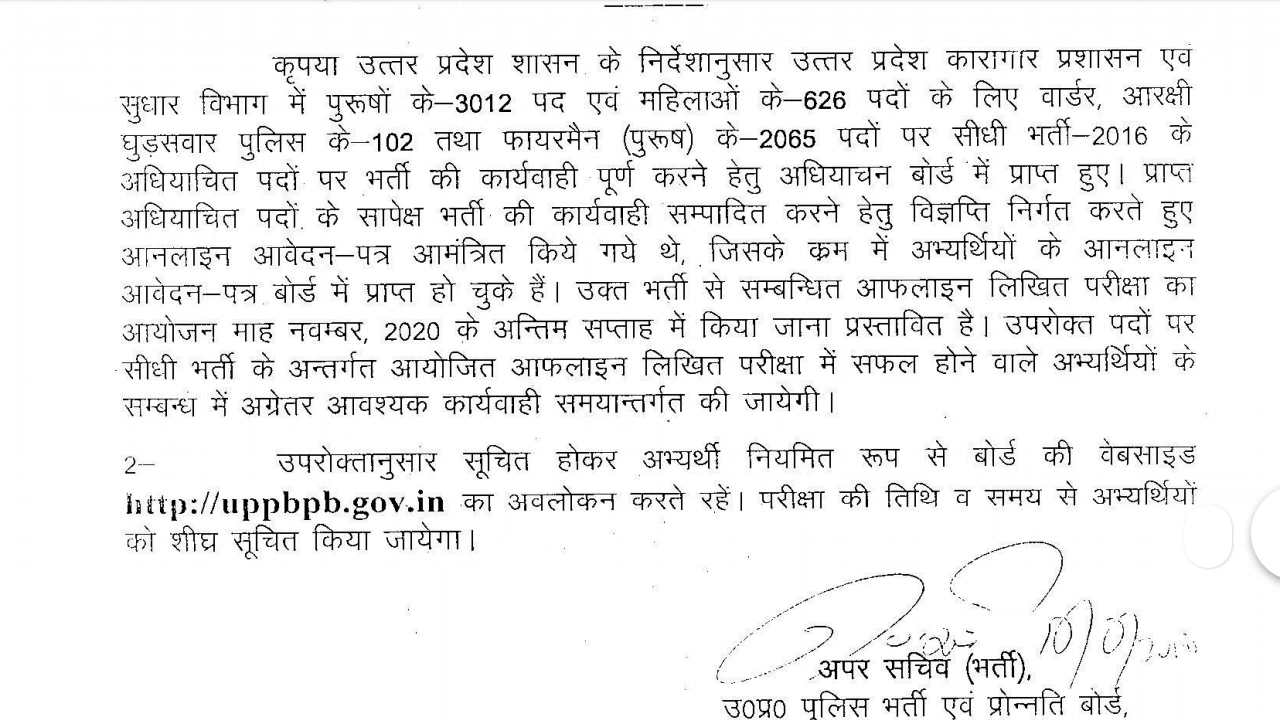 कृपया उत्तर प्रदेश शासन के निर्देशानुसार उत्तर प्रदेश कारागार प्रशासन एवं
सुधार विभाग में पुरूषों के–3012 पद एवं महिलाओं के–626 पदों के लिए वार्डर, आरक्षी
घुड़सवार पुलिस के–102 तथा फायरमैन (पुरूष) के–2065 पदों पर सीधी भर्ती–2016 के
अधियाचित पदों पर भर्ती की कार्यवाही पूर्ण करने हेतु अधियाचन बोर्ड में प्राप्त हुए। प्राप्त
अधियाचित पदों के सापेक्ष भर्ती की कार्यवाही सम्पादित करने हेतु विज्ञप्ति निर्गत करते हुए
आनलाइन आवेदन–पत्र आमंत्रित किये गये थे, जिसके क्रम में अभ्यर्थियों के आनलाइन
आवेदन–पत्र बोर्ड में प्राप्त हो चुके हैं। उक्त भर्ती से सम्बन्धित आफलाइन लिखित परीक्षा का
आयोजन माह नवम्बर, 2020 के अन्तिम सप्ताह में किया जाना प्रस्तावित है। उपरोक्त पदों पर
सीधी भर्ती के अन्तर्गत आयोजित आफलाइन लिखित परीक्षा में सफल होने वाले अभ्यर्थियों के
सम्बन्ध में अग्रेतर आवश्यक कार्यवाही समयान्तर्गत की जायेगी।
2– उपरोक्तानुसार सूचित होकर अभ्यर्थी नियमित रूप से बोर्ड की वेबसाइड
http://uppbpb.gov.in का अवलोकन करते रहें। परीक्षा की तिथि व समय से अभ्यर्थियों
को शीघ्र सूचित किया जायेगा।
अपर सचिव (भर्ती),
उ०प्र० पुलिस भर्ती एवं प्रोन्नति बोर्ड,